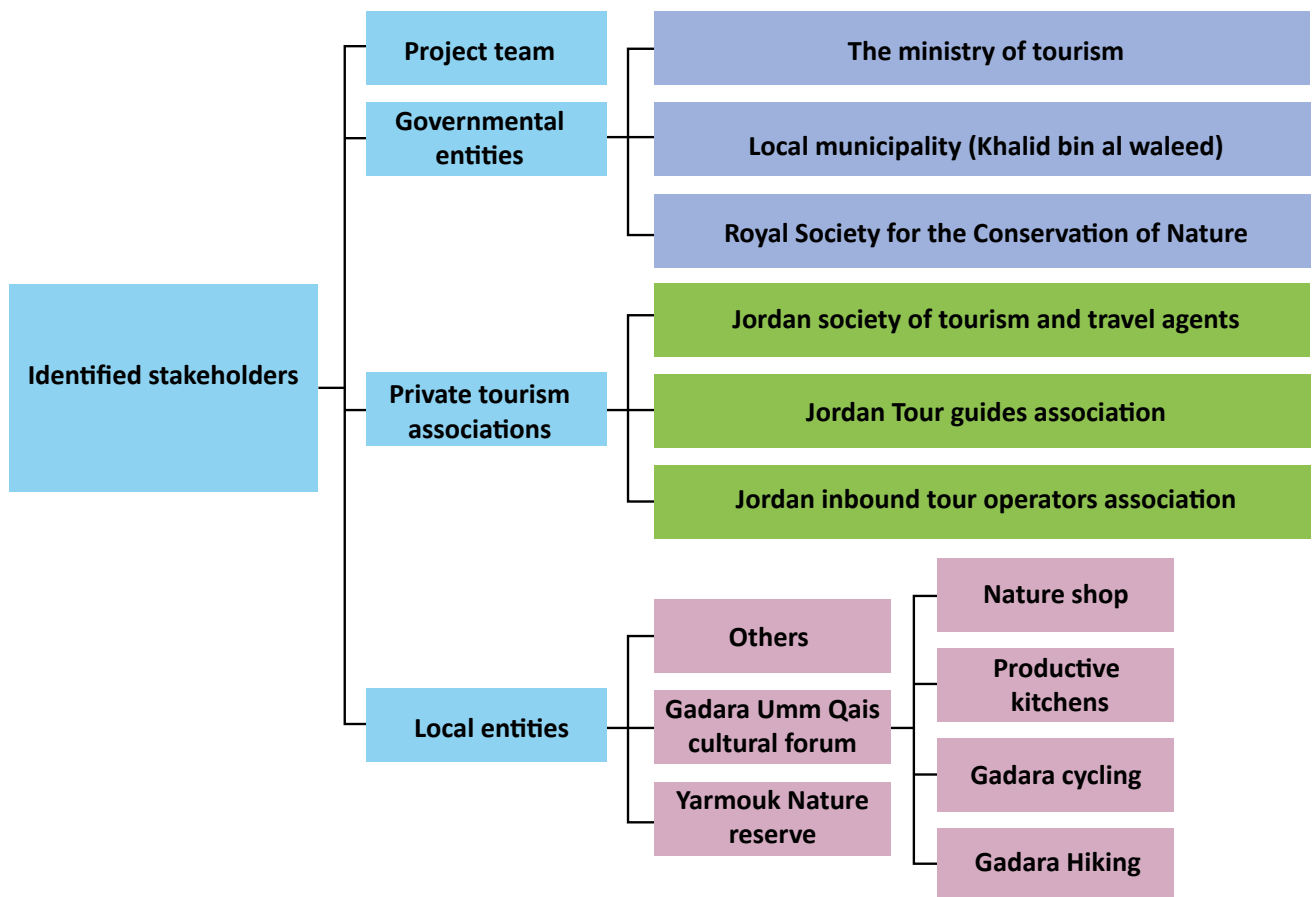 Identified stakeholders
Project team
Governmental
entities
The ministry of tourism
Local municipality (Khalid bin al waleed)
Royal Society for the Conservation of Nature
Private tourism
associations
Jordan society of tourism and travel agents
Jordan Tour guides association
Jordan inbound tour operators association
Local entities
Others
Gadara Umm Qais
cultural forum
Yarmouk Nature
reserve
Nature shop
Productive
kitchens
Gadara cycling
Gadara Hiking